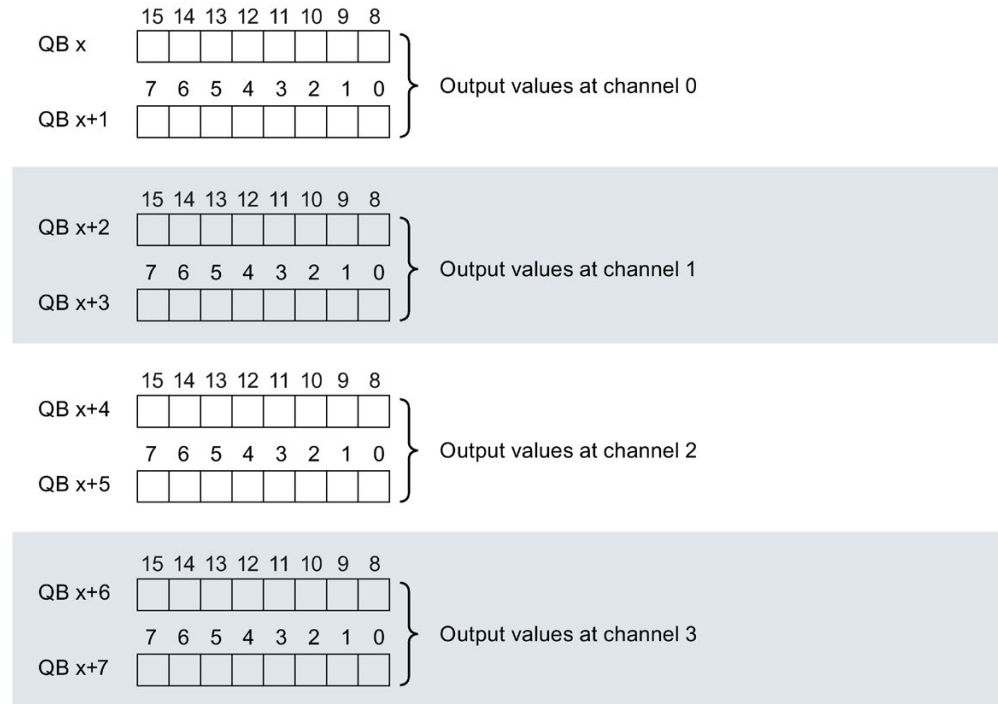 15 14 13 12 11 10 9 8
QB x
Output values at channel 0
7 6 5 4 3 2 1 0
QB x+1
15 14 13 12 11 10 9 8
QB x+2
Output values at channel 1
7 6 5 4 3 2 1 0
QB x+3
15 14 13 12 11 10 9 8
QB x+4
Output values at channel 2
7 6 5 4 3 2 1 0
QB x+5
15 14 13 12 11 10 9 8
QB x+6
Output values at channel 3
7 6 5 4 3 2 1 0
QB x+7